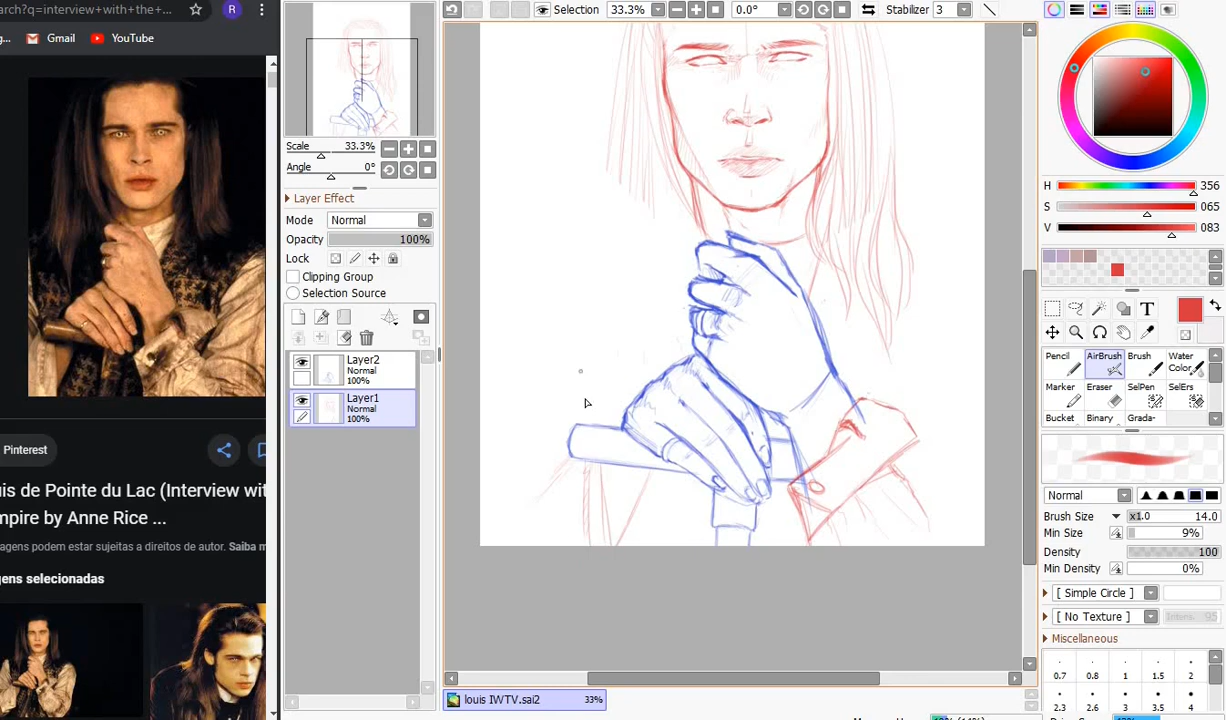 arch?q=interview+with+the+...
R
Gmail
YouTube
Pinterest
uis de Pointe du Lac (Interview wit
mpire by Anne Rice ...
agens podem estar sujeitas a direitos de autor. Saiba m
gens selecionadas
Scale
33.3%
Angle
0°
Layer Effect
Mode
Normal
Opacity
100%
Lock
Clipping Group
Selection Source
Layer2
Normal
100%
Layer1
Normal
100%
Selection
33.3%
0.0°
Stabilizer
3
louis IWTV.sai2
33%
H
356
S
065
V
083
T
Pencil
AirBrush
Brush
Water
Color
Marker
Eraser
SelPen
SelErs
Bucket
Binary
Grada-
Normal
Brush Size
x1.0
14.0
Min Size
9%
Density
100
Min Density
0%
[ Simple Circle ]
[ No Texture ]
Intens.
95
Miscellaneous
0.7
0.8
1
1.5
2
2.3
2.6
3
3.5
4